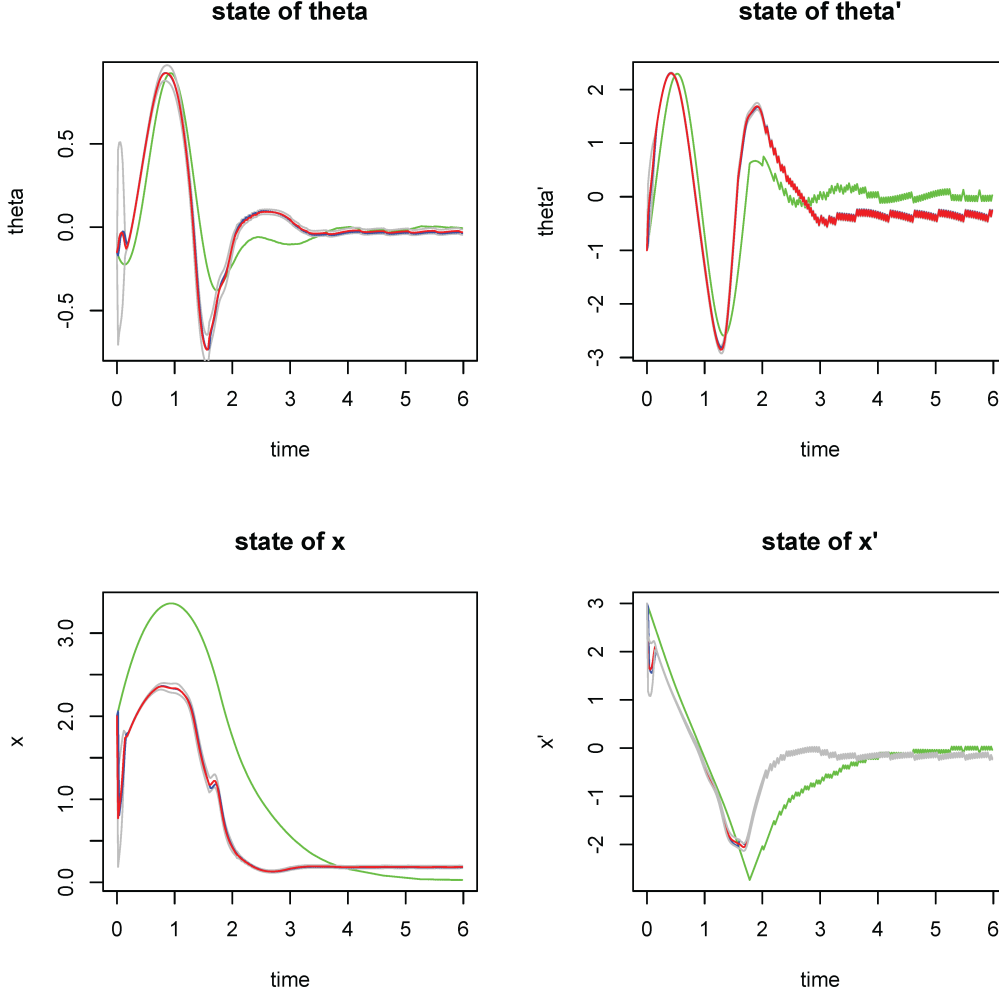 state of theta
theta
0.5
0.0
-0.5
0 1 2 3 4 5 6
time
state of theta'
theta'
2
1
0
-1
-2
-3
0 1 2 3 4 5 6
time
state of x
x
3.0
2.0
1.0
0.0
0 1 2 3 4 5 6
time
state of x'
x'
3
2
1
0
-1
-2
0 1 2 3 4 5 6
time